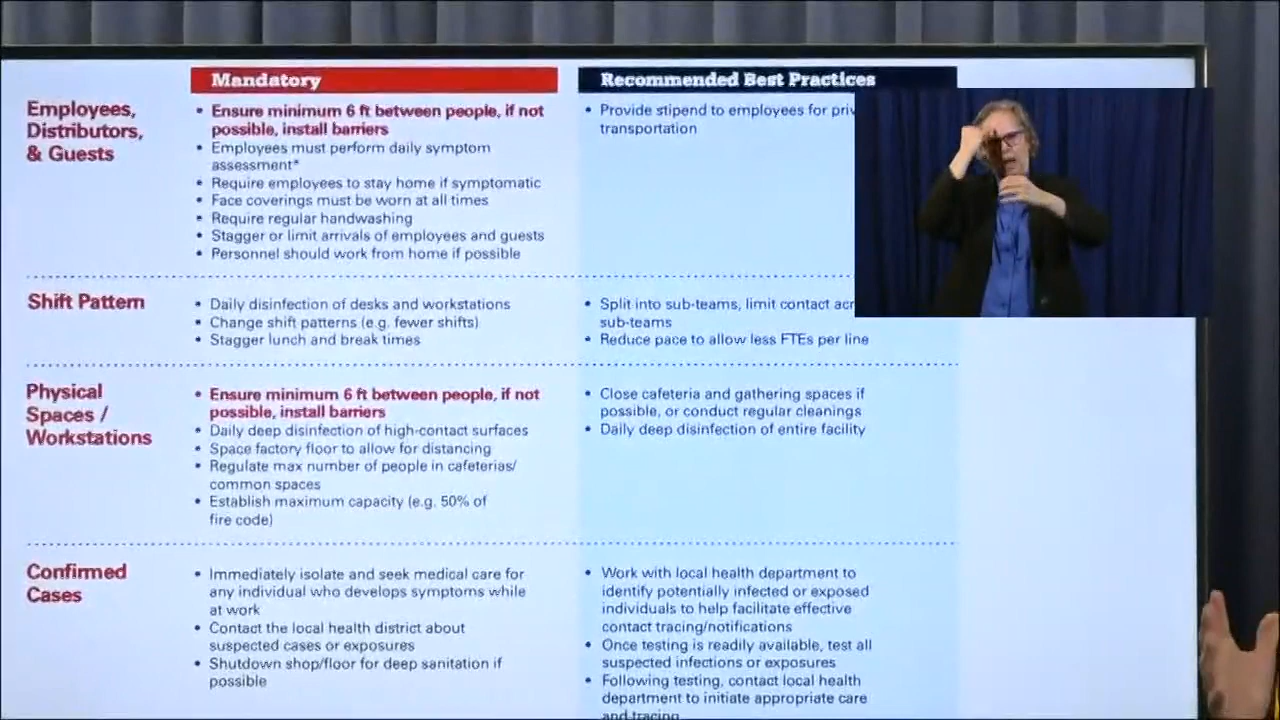 Mandatory
Recommended Best Practices
Employees,
Distributors,
& Guests
• Ensure minimum 6 ft between people, if not
possible, install barriers
• Employees must perform daily symptom
assessment*
• Require employees to stay home if symptomatic
• Face coverings must be worn at all times
• Require regular handwashing
• Stagger or limit arrivals of employees and guests
• Personnel should work from home if possible
• Provide stipend to employees for
transportation
Shift Pattern
• Daily disinfection of desks and workstations
• Change shift patterns (e.g. fewer shifts)
• Stagger lunch and break times
• Split into sub-teams, limit contact
sub-teams
• Reduce pace to allow less FTEs per line
Physical
Spaces /
Workstations
• Ensure minimum 6 ft between people, if not
possible, install barriers
• Daily deep disinfection of high-contact surfaces
• Space factory floor to allow for distancing
• Regulate max number of people in cafeterias/
common spaces
• Establish maximum capacity (e.g. 50% of
fire code)
• Close cafeteria and gathering spaces if
possible, or conduct regular cleanings
• Daily deep disinfection of entire facility
Confirmed
Cases
• Immediately isolate and seek medical care for
any individual who develops symptoms while
at work
• Contact the local health district about
suspected cases or exposures
• Shutdown shop/floor for deep sanitation if
possible
• Work with local health department to
identify potentially infected or exposed
individuals to help facilitate effective
contact tracing/notifications
• Once testing is readily available, test all
suspected infections or exposures
• Following testing, contact local health
department to initiate appropriate care
and tracing